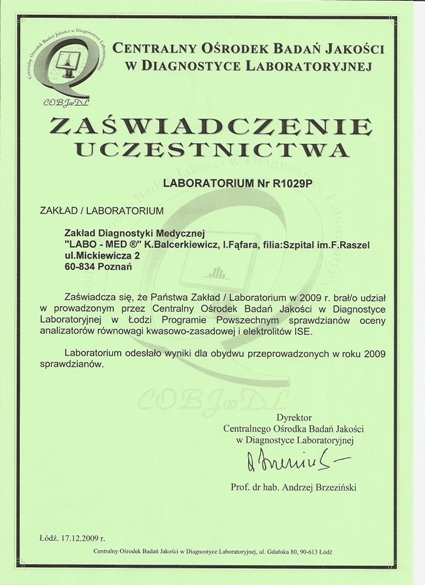 Centralny Ośrodek Badań Jakości w Diagnostyce Laboratoryjnej
COBJwDL
CENTRALNY OŚRODEK BADAŃ JAKOŚCI
W DIAGNOSTYCE LABORATORYJNEJ
ZAŚWIADCZENIE
UCZESTNICTWA
LABORATORIUM Nr R1029P
ZAKŁAD / LABORATORIUM
Zakład Diagnostyki Medycznej
"LABO - MED ®" K.Balcerkiewicz, I.Fąfara, filia:Szpital im.F.Raszel
ul.Mickiewicza 2
60-834 Poznań
Zaświadcza się, że Państwa Zakład / Laboratorium w 2009 r. brał/o udział
w prowadzonym przez Centralny Ośrodek Badań Jakości w Diagnostyce
Laboratoryjnej w Łodzi Programie Powszechnym sprawdzianów oceny
analizatorów równowagi kwasowo-zasadowej i elektrolitów ISE.
Laboratorium odesłało wyniki dla obydwu przeprowadzonych w roku 2009
sprawdzianów.
COBJwDL
Dyrektor
Centralnego Ośrodka Badań Jakości
w Diagnostyce Laboratoryjnej
Prof. dr hab. Andrzej Brzeziński
Łódź. 17.12.2009 r.
Centralny Ośrodek Badań Jakości w Diagnostyce Laboratoryjnej, ul. Gdańska 80, 90-613 Łódź